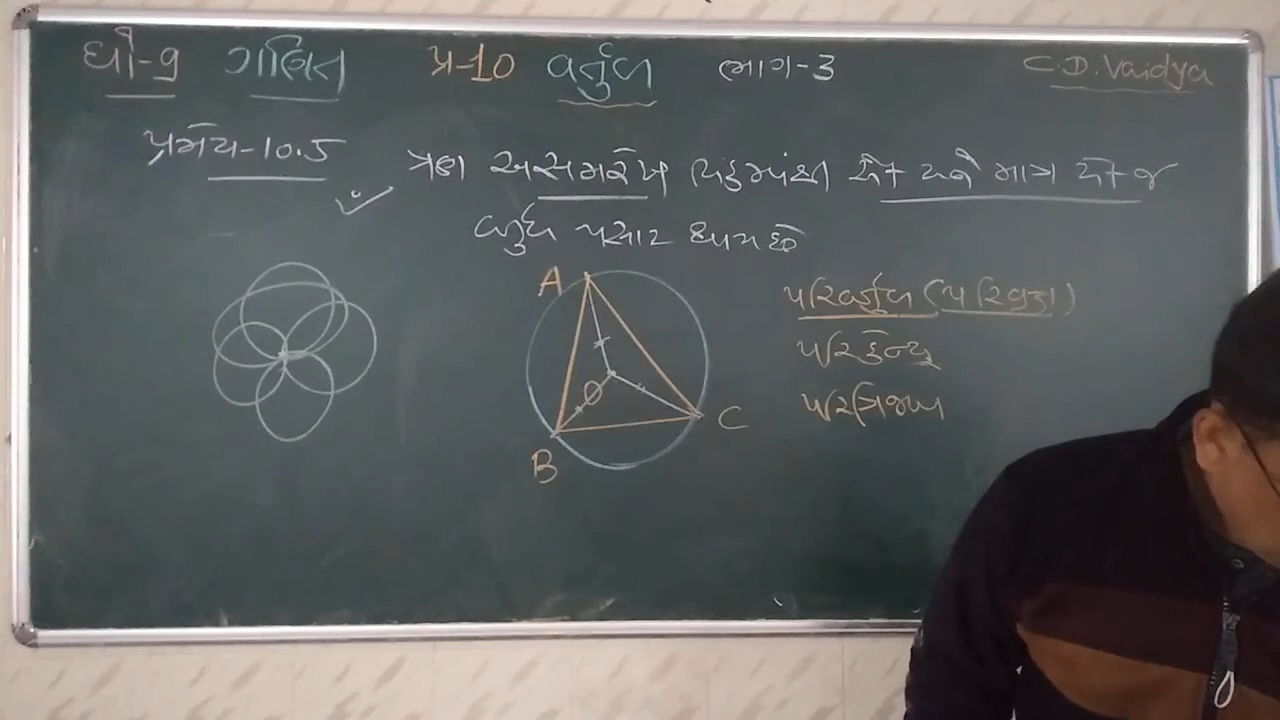 ધો-9 ગણિત પ્ર-10 વર્તુળ ભાગ-3 C.D.Vaidya
પ્રમેય-10.5
ત્રણ અસમરેખ બિંદુમાંથી એક અને માત્ર એક જ
વર્તુળ પસાર થાય છે
A
B
C
O
પરિવર્તુળ (પરિવૃત્ત)
પરિકેન્દ્ર
પરિત્રિજ્યા